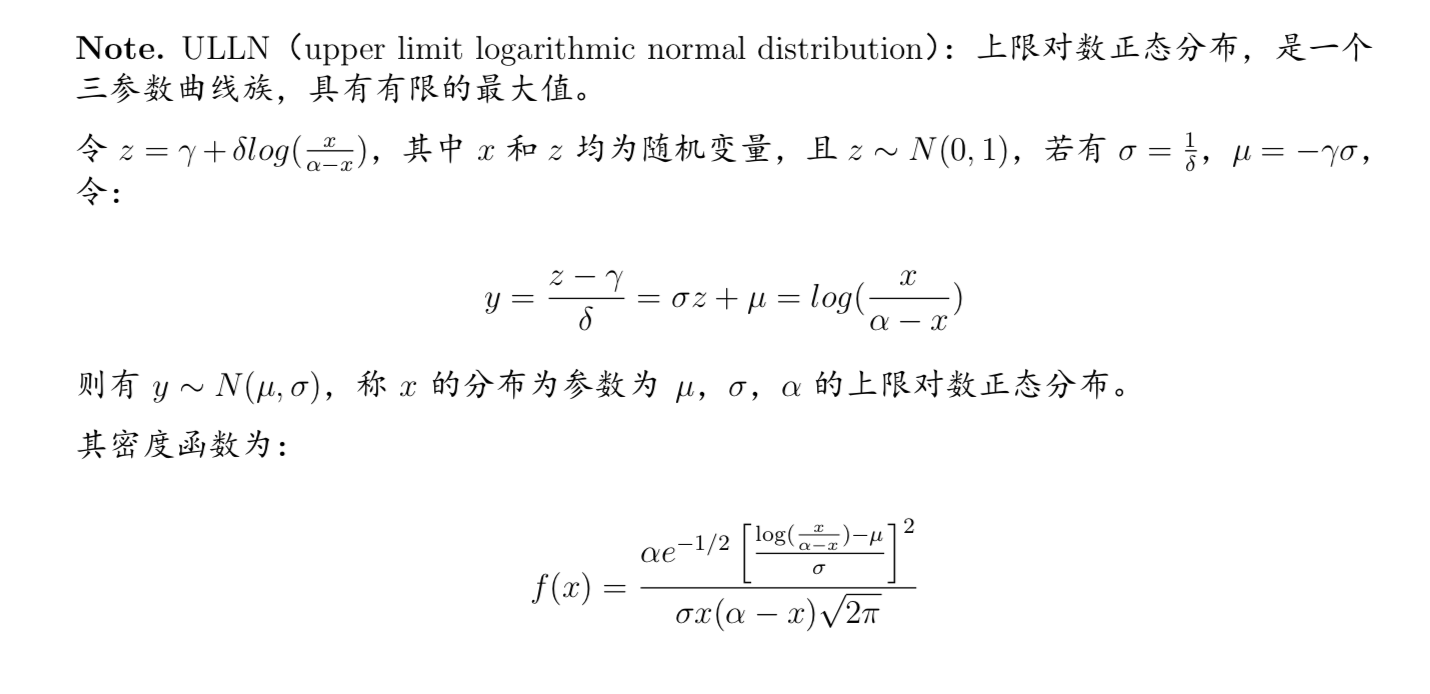 Note. ULLN（upper limit logarithmic normal distribution）：上限对数正态分布，是一个
三参数曲线族，具有有限的最大值。
令 $z = \gamma + \delta log(\frac{x}{\alpha - x})$，其中 $x$ 和 $z$ 均为随机变量，且 $z \sim N(0, 1)$，若有 $\sigma = \frac{1}{\delta}$，$\mu = -\gamma\sigma$，
令：
$y = \frac{z - \gamma}{\delta} = \sigma z + \mu = log(\frac{x}{\alpha - x})$
则有 $y \sim N(\mu, \sigma)$，称 $x$ 的分布为参数为 $\mu$，$\sigma$，$\alpha$ 的上限对数正态分布。
其密度函数为：
$f(x) = \frac{\alpha e^{-1/2} \left[ \frac{\log(\frac{x}{\alpha - x}) - \mu}{\sigma} \right]^2}{\sigma x(\alpha - x)\sqrt{2\pi}}$